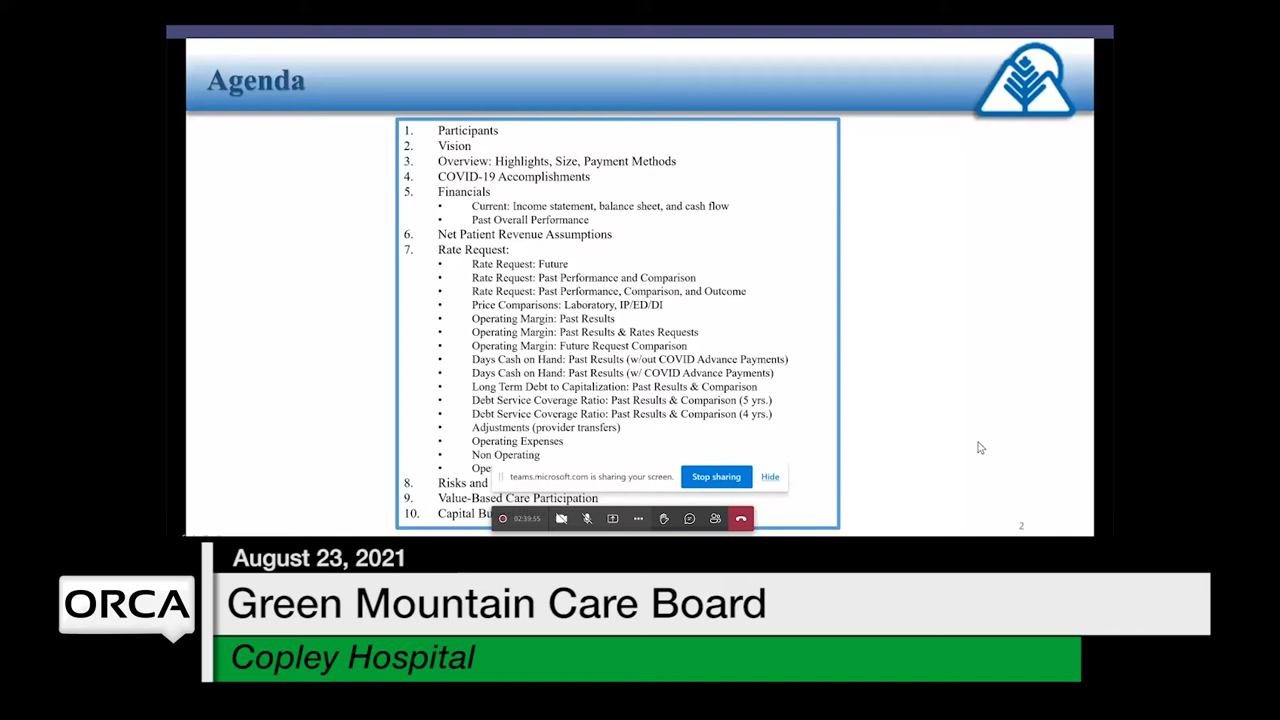 Agenda
1. Participants
2. Vision
3. Overview: Highlights, Size, Payment Methods
4. COVID-19 Accomplishments
5. Financials
• Current: Income statement, balance sheet, and cash flow
• Past Overall Performance
6. Net Patient Revenue Assumptions
7. Rate Request:
• Rate Request: Future
• Rate Request: Past Performance and Comparison
• Rate Request: Past Performance, Comparison, and Outcome
• Price Comparisons: Laboratory, IP/ED/DI
• Operating Margin: Past Results
• Operating Margin: Past Results & Rates Requests
• Operating Margin: Future Request Comparison
• Days Cash on Hand: Past Results (w/out COVID Advance Payments)
• Days Cash on Hand: Past Results (w/ COVID Advance Payments)
• Long Term Debt to Capitalization: Past Results & Comparison
• Debt Service Coverage Ratio: Past Results & Comparison (5 yrs.)
• Debt Service Coverage Ratio: Past Results & Comparison (4 yrs.)
• Adjustments (provider transfers)
• Operating Expenses
• Non Operating
• Ope
teams.microsoft.com is sharing your screen. Stop sharing Hide
8. Risks and
9. Value-Based Care Participation
10. Capital Bu
02:39:55
2
August 23, 2021
ORCA
Green Mountain Care Board
Copley Hospital